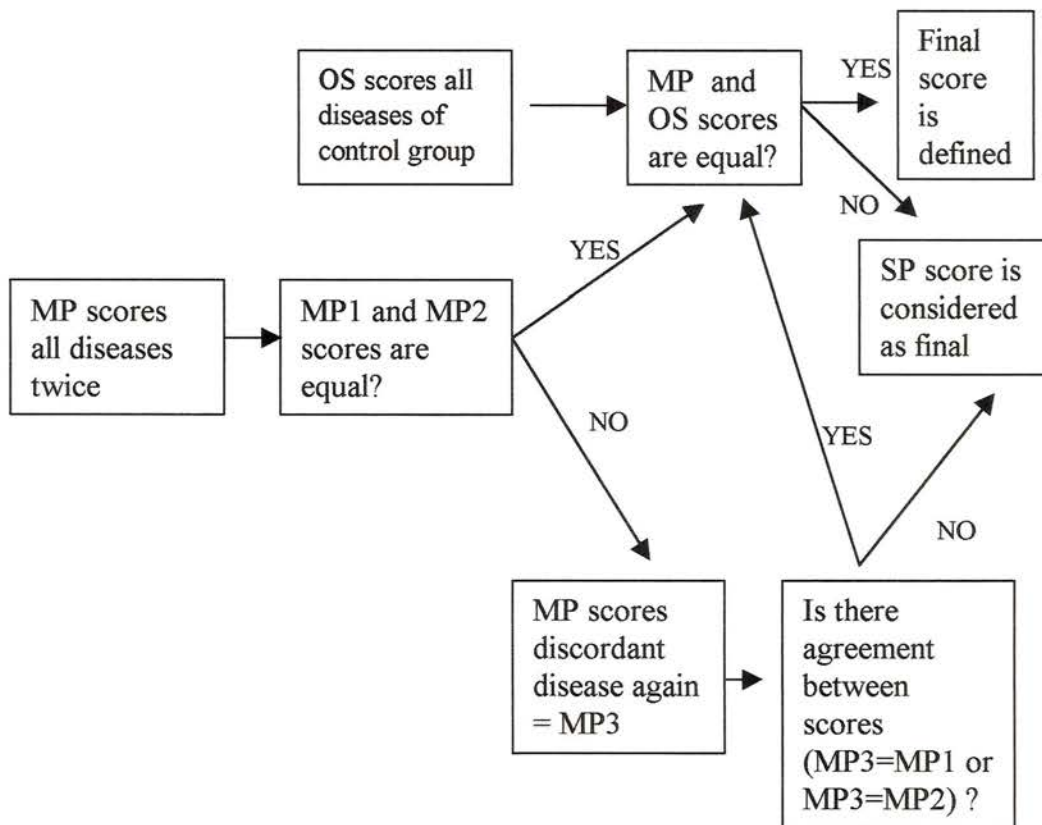 OS scores all
diseases of
control group
MP and
OS scores
are equal?
YES
Final
score
is
defined
NO
SP score is
considered
as final
MP scores
all diseases
twice
MP1 and MP2
scores are
equal?
YES
NO
MP scores
discordant
disease again
= MP3
Is there
agreement
between
scores
(MP3=MP1 or
MP3=MP2) ?
YES
NO